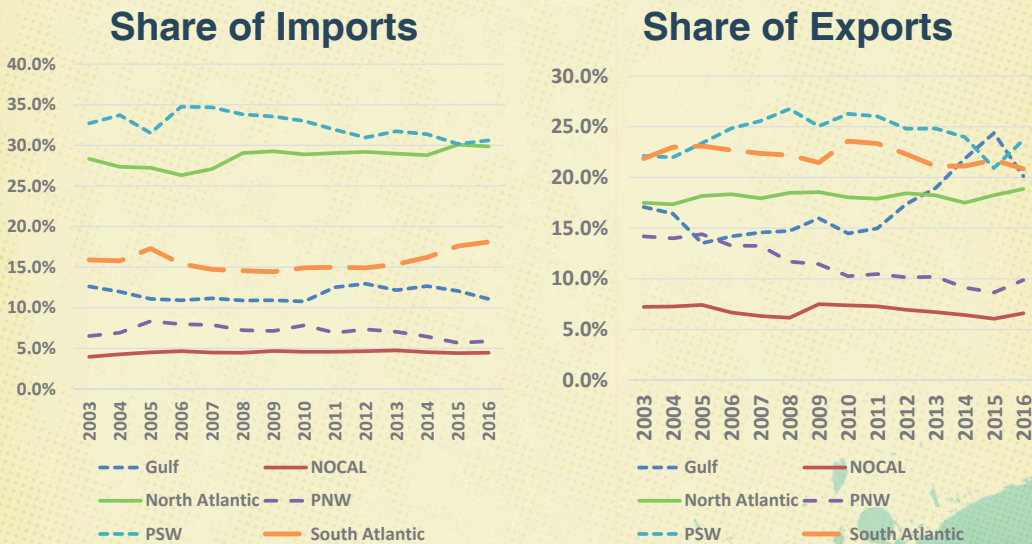 Share of Imports
40.0%
35.0%
30.0%
25.0%
20.0%
15.0%
10.0%
5.0%
0.0%
2003 2004 2005 2006 2007 2008 2009 2010 2011 2012 2013 2014 2015 2016
Gulf NOCAL
North Atlantic PNW
PSW South Atlantic
Share of Exports
30.0%
25.0%
20.0%
15.0%
10.0%
5.0%
0.0%
2003 2004 2005 2006 2007 2008 2009 2010 2011 2012 2013 2014 2015 2016
Gulf NOCAL
North Atlantic PNW
PSW South Atlantic